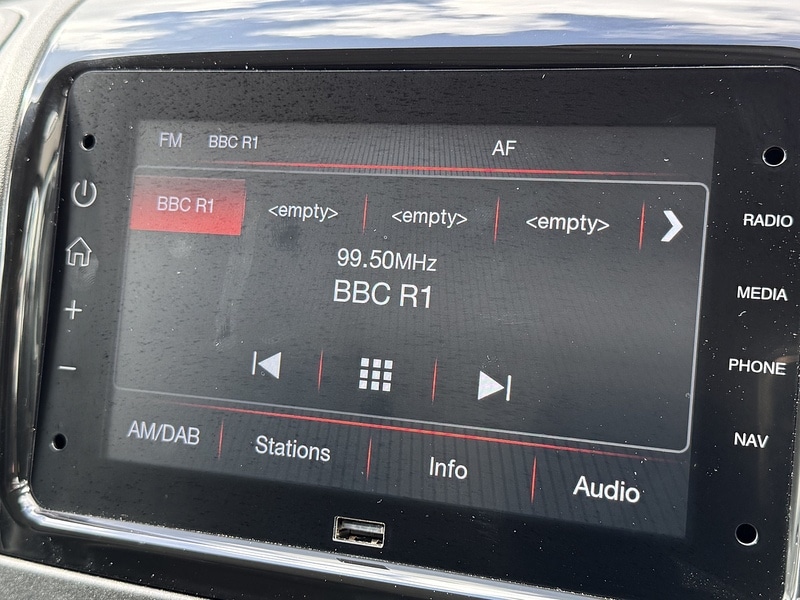 FM BBC R1 AF
BBC R1 <empty> <empty> <empty>
99.50MHz
BBC R1
AM/DAB Stations Info Audio
RADIO
MEDIA
PHONE
NAV